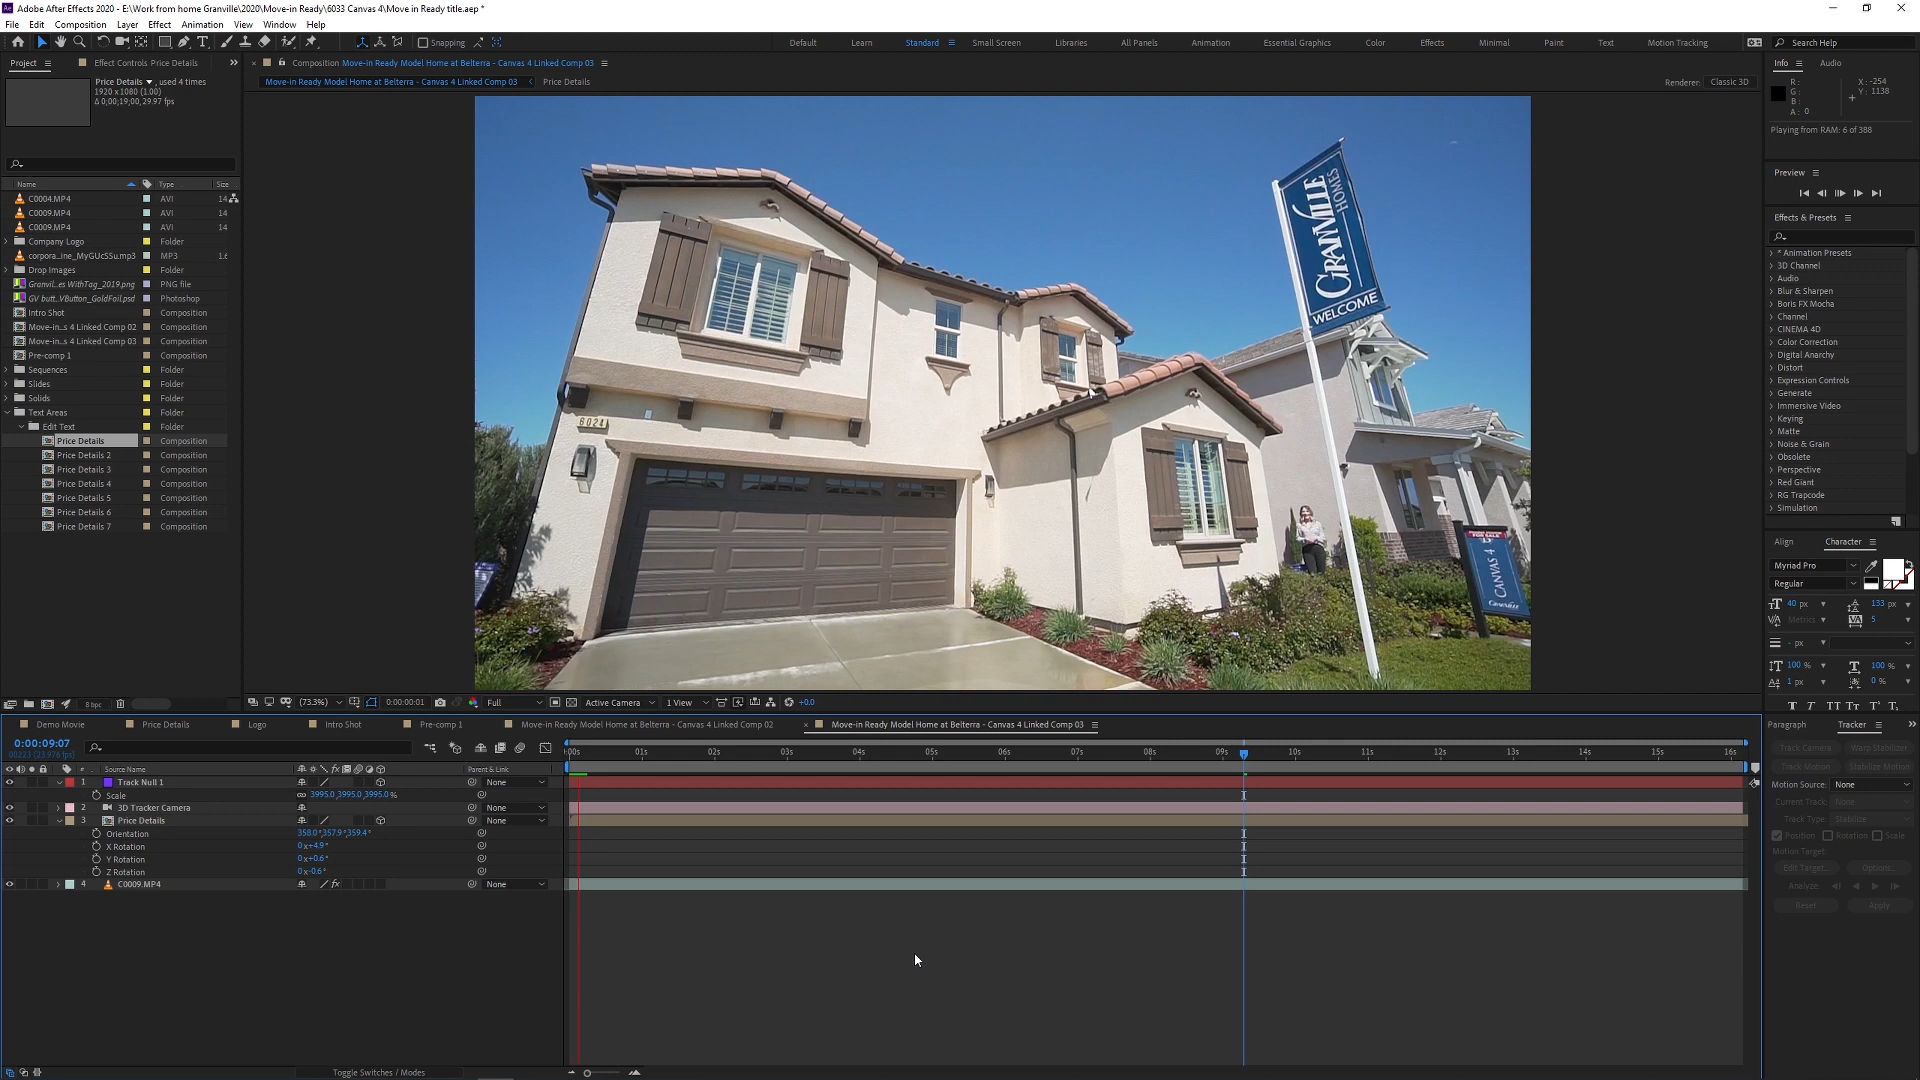 Adobe After Effects 2020 - E:\Work from home Granville\2020\Move-in Ready\6033 Canvas 4\Move in Ready title.aep *
File Edit Composition Layer Effect Animation View Window Help
Snapping
Default Learn Standard Small Screen Libraries All Panels Animation Essential Graphics Color Effects Minimal Paint Text Motion Tracking Search Help
Project Effect Controls Price Details
Price Details , used 4 times
1920 x1080 (1.00)
Δ 0;00;19;00, 29.97 fps
Name Type Size
C0004.MP4 AVI 14
C0009.MP4 AVI 14
C0009.MP4 AVI 14
Company Logo Folder
corpora...ine_MyGUcSSu.mp3 MP3 1.6
Drop Images Folder
Granvil...es WithTag_2019.png PNG file
GV butt...VButton_GoldFoil.psd Photoshop
Intro Shot Composition
Move-in...s 4 Linked Comp 02 Composition
Move-in...s 4 Linked Comp 03 Composition
Pre-comp 1 Composition
Sequences Folder
Slides Folder
Solids Folder
Text Areas Folder
Edit Text Folder
Price Details Composition
Price Details 2 Composition
Price Details 3 Composition
Price Details 4 Composition
Price Details 5 Composition
Price Details 6 Composition
Price Details 7 Composition
8 bpc
Composition Move-in Ready Model Home at Belterra - Canvas 4 Linked Comp 03
Move-in Ready Model Home at Belterra - Canvas 4 Linked Comp 03 Price Details
Renderer: Classic 3D
GRANVILLE
HOMES
WELCOME
6024
FOR SALE
CANVAS 4
(73.3%) 0:00:00:01 Full Active Camera 1 View +0.0
Info Audio
R :
G :
B :
A : 0
X : -254
Y : 1138
Playing from RAM: 6 of 388
Preview
Effects & Presets
* Animation Presets
3D Channel
Audio
Blur & Sharpen
Boris FX Mocha
Channel
CINEMA 4D
Color Correction
Digital Anarchy
Distort
Expression Controls
Generate
Immersive Video
Keying
Matte
Noise & Grain
Obsolete
Perspective
Red Giant
RG Trapcode
Simulation
Align Character
Myriad Pro
Regular
40 px 133 px
Metrics 5
- px
100 % 100 %
1 px 0 %
Paragraph Tracker
Track Camera Warp Stabilizer
Track Motion Stabilize Motion
Motion Source: None
Current Track: None
Track Type: Stabilize
Position Rotation Scale
Motion Target:
Edit Target... Options...
Analyze:
Reset Apply
Demo Movie Price Details Logo Intro Shot Pre-comp 1 Move-in Ready Model Home at Belterra - Canvas 4 Linked Comp 02 Move-in Ready Model Home at Belterra - Canvas 4 Linked Comp 03
0:00:09:07
00223 (23.976 fps)
:00s 01s 02s 03s 04s 05s 06s 07s 08s 09s 10s 11s 12s 13s 14s 15s 16s
# Source Name Parent & Link
1 Track Null 1 None
Scale 3995.0,3995.0,3995.0 %
2 3D Tracker Camera None
3 Price Details None
Orientation 358.0°,357.9°,359.4°
X Rotation 0 x+4.9°
Y Rotation 0 x+0.6°
Z Rotation 0 x-0.6°
4 C0009.MP4 None
Toggle Switches / Modes